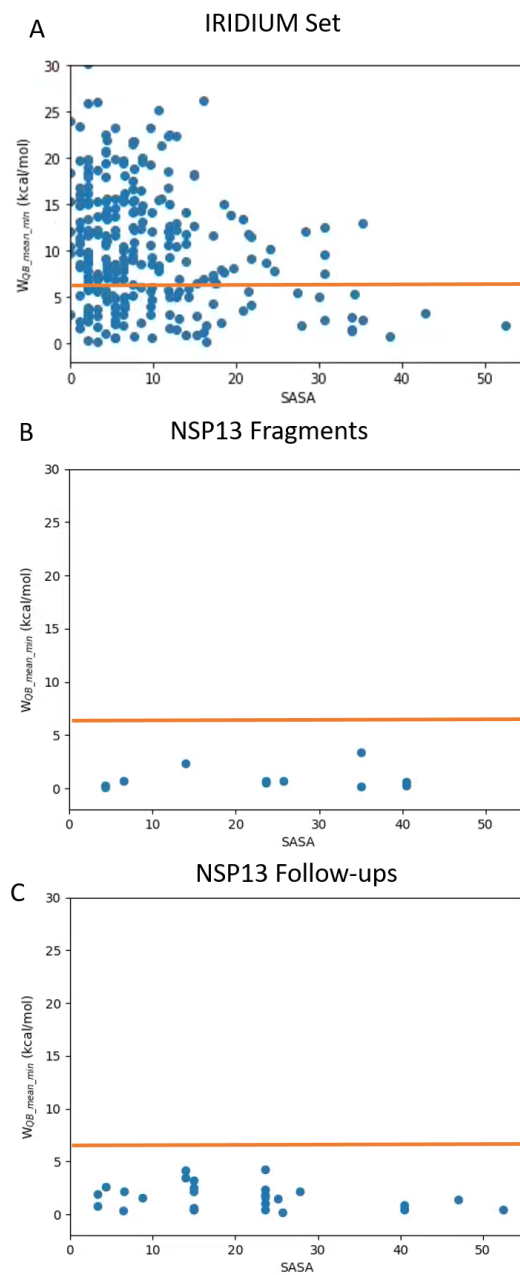 A
IRIDIUM Set
30
25
20
15
10
5
0
W_QB_mean_min (kcal/mol)
0 10 20 30 40 50
SASA
B
NSP13 Fragments
30
25
20
15
10
5
0
W_QB_mean_min (kcal/mol)
0 10 20 30 40 50
SASA
C
NSP13 Follow-ups
30
25
20
15
10
5
0
W_QB_mean_min (kcal/mol)
0 10 20 30 40 50
SASA